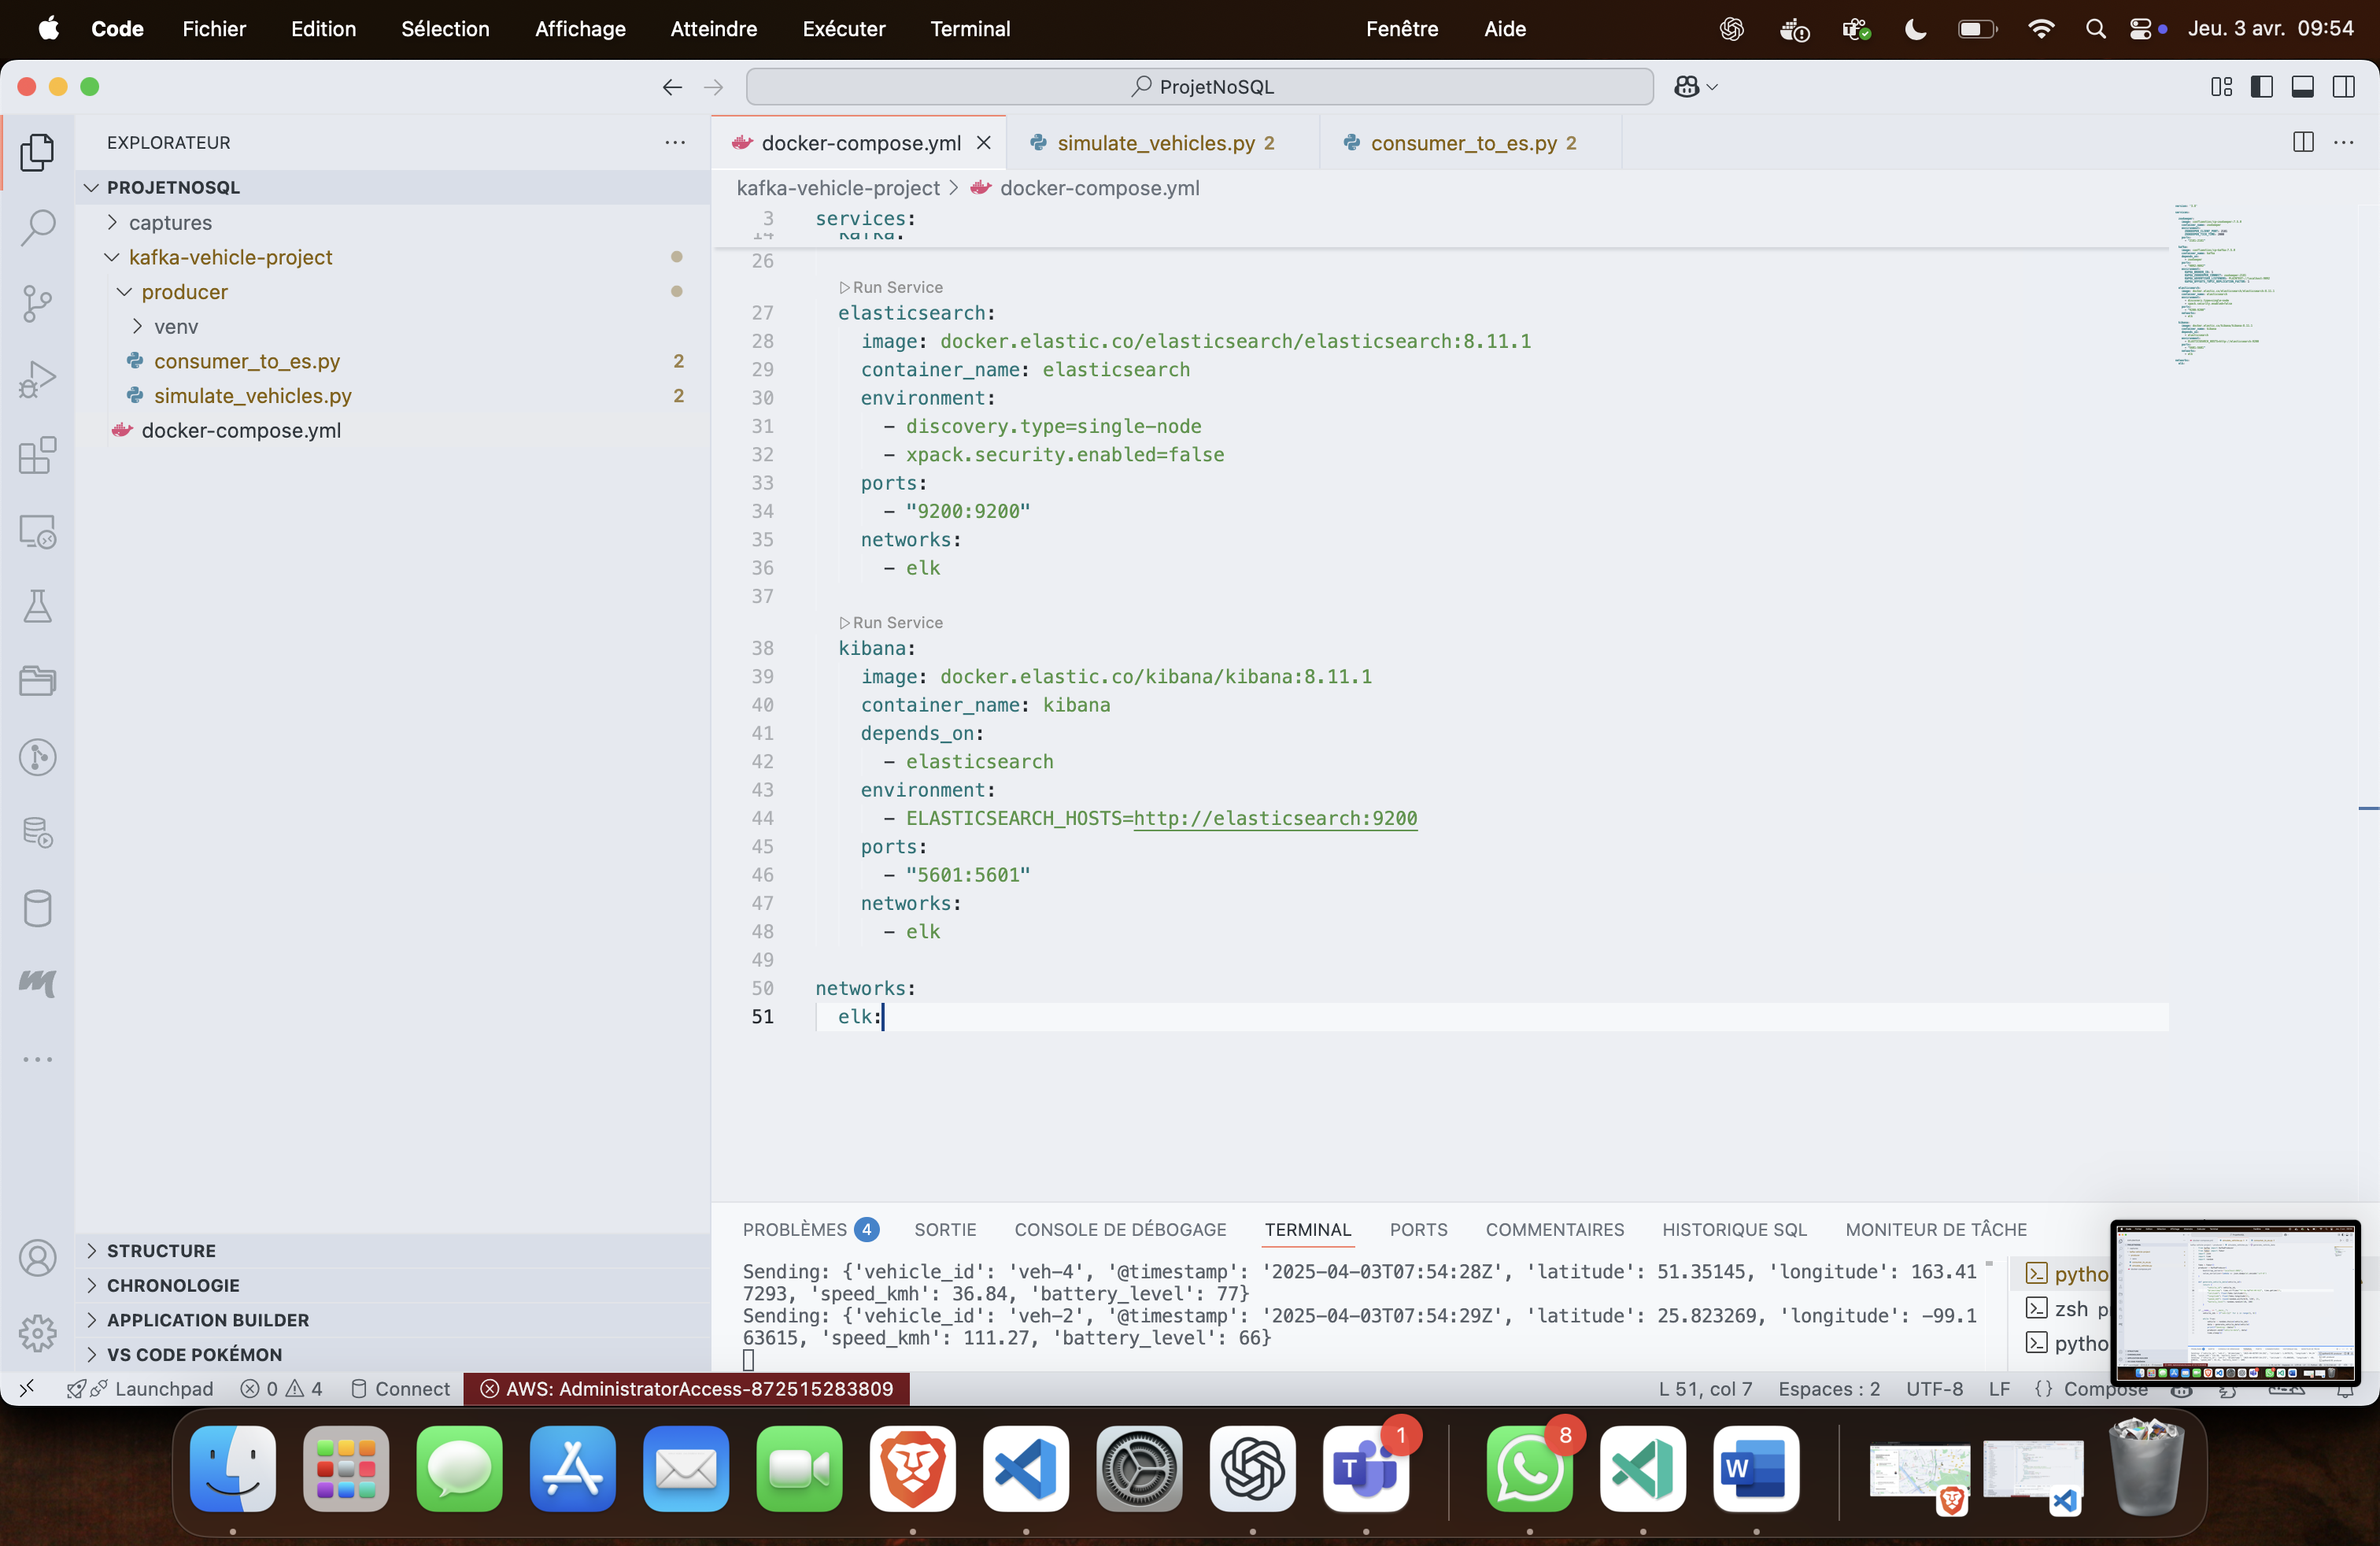 Code Fichier Edition Sélection Affichage Atteindre Exécuter Terminal Fenêtre Aide Jeu. 3 avr. 09:54
ProjetNoSQL
EXPLORATEUR
docker-compose.yml simulate_vehicles.py 2 consumer_to_es.py 2
PROJETNOSQL
kafka-vehicle-project > docker-compose.yml
captures
kafka-vehicle-project
producer
venv
consumer_to_es.py 2
simulate_vehicles.py 2
docker-compose.yml
3 services:
14 kafka:
26
Run Service
27 elasticsearch:
28 image: docker.elastic.co/elasticsearch/elasticsearch:8.11.1
29 container_name: elasticsearch
30 environment:
31 - discovery.type=single-node
32 - xpack.security.enabled=false
33 ports:
34 - "9200:9200"
35 networks:
36 - elk
37
Run Service
38 kibana:
39 image: docker.elastic.co/kibana/kibana:8.11.1
40 container_name: kibana
41 depends_on:
42 - elasticsearch
43 environment:
44 - ELASTICSEARCH_HOSTS=http://elasticsearch:9200
45 ports:
46 - "5601:5601"
47 networks:
48 - elk
49
50 networks:
51 elk:
STRUCTURE
CHRONOLOGIE
APPLICATION BUILDER
VS CODE POKÉMON
PROBLÈMES 4 SORTIE CONSOLE DE DÉBOGAGE TERMINAL PORTS COMMENTAIRES HISTORIQUE SQL MONITEUR DE TÂCHE
Sending: {'vehicle_id': 'veh-4', '@timestamp': '2025-04-03T07:54:28Z', 'latitude': 51.35145, 'longitude': 163.41
7293, 'speed_kmh': 36.84, 'battery_level': 77}
Sending: {'vehicle_id': 'veh-2', '@timestamp': '2025-04-03T07:54:29Z', 'latitude': 25.823269, 'longitude': -99.1
63615, 'speed_kmh': 111.27, 'battery_level': 66}
pytho
zsh p
pytho
Launchpad 0 4 Connect AWS: AdministratorAccess-872515283809 L 51, col 7 Espaces : 2 UTF-8 LF {} Compose
T 1 8 W